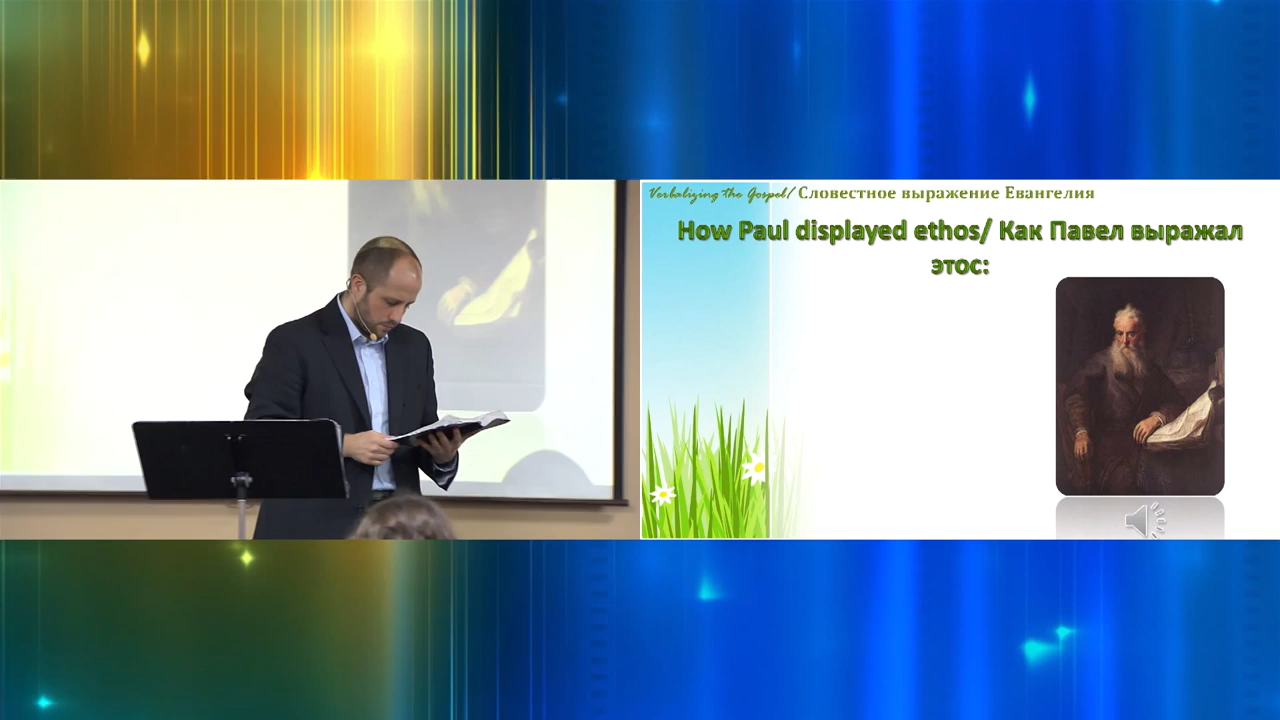 Verbalizing the Gospel/ Словестное выражение Евангелия
How Paul displayed ethos/ Как Павел выражал
этос: